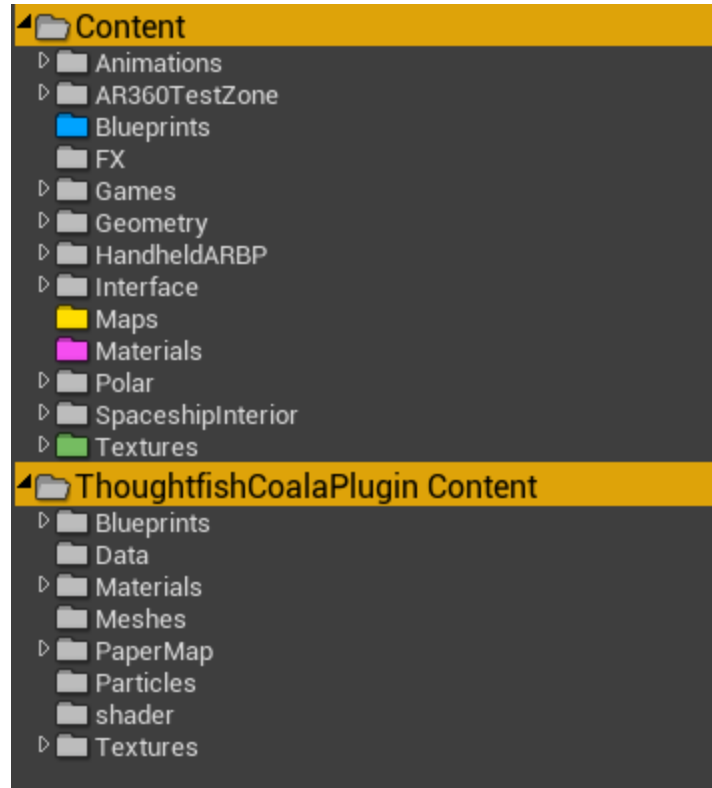 Content
Animations
AR360TestZone
Blueprints
FX
Games
Geometry
HandheldARBP
Interface
Maps
Materials
Polar
SpaceshipInterior
Textures
ThoughtfishCoalaPlugin Content
Blueprints
Data
Materials
Meshes
PaperMap
Particles
shader
Textures